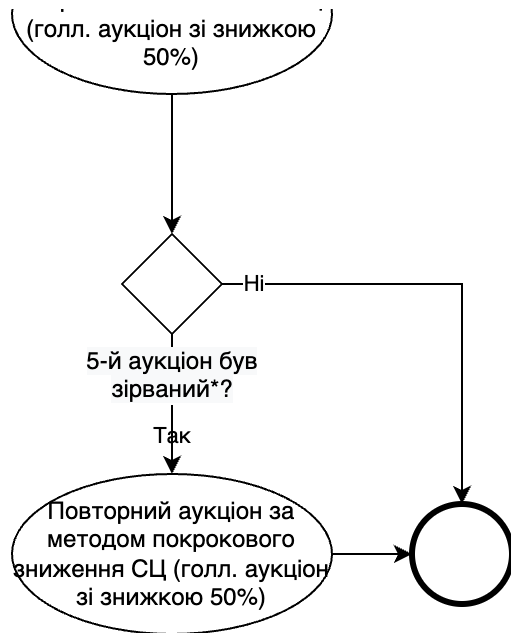 (голл. аукціон зі знижкою
50%)
Ні
5-й аукціон був
зірваний*?
Так
Повторний аукціон за
методом покрокового
зниження СЦ (голл. аукціон
зі знижкою 50%)